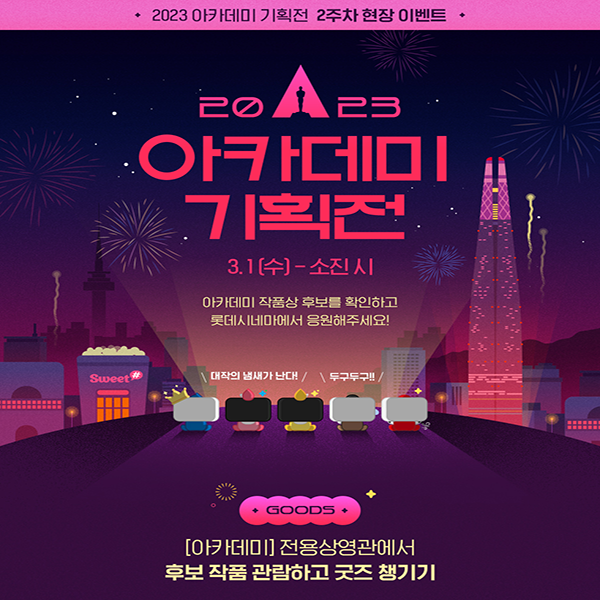 2023 아카데미 기획전 2주차 현장 이벤트
2023
아카데미
기획전
3.1(수) - 소진 시
아카데미 작품상 후보를 확인하고
롯데시네마에서 응원해주세요!
\ 대작의 냄새가 난다! / \ 두구두구!! /
Sweet#
GOODS
[아카데미] 전용상영관에서
후보 작품 관람하고 굿즈 챙기기